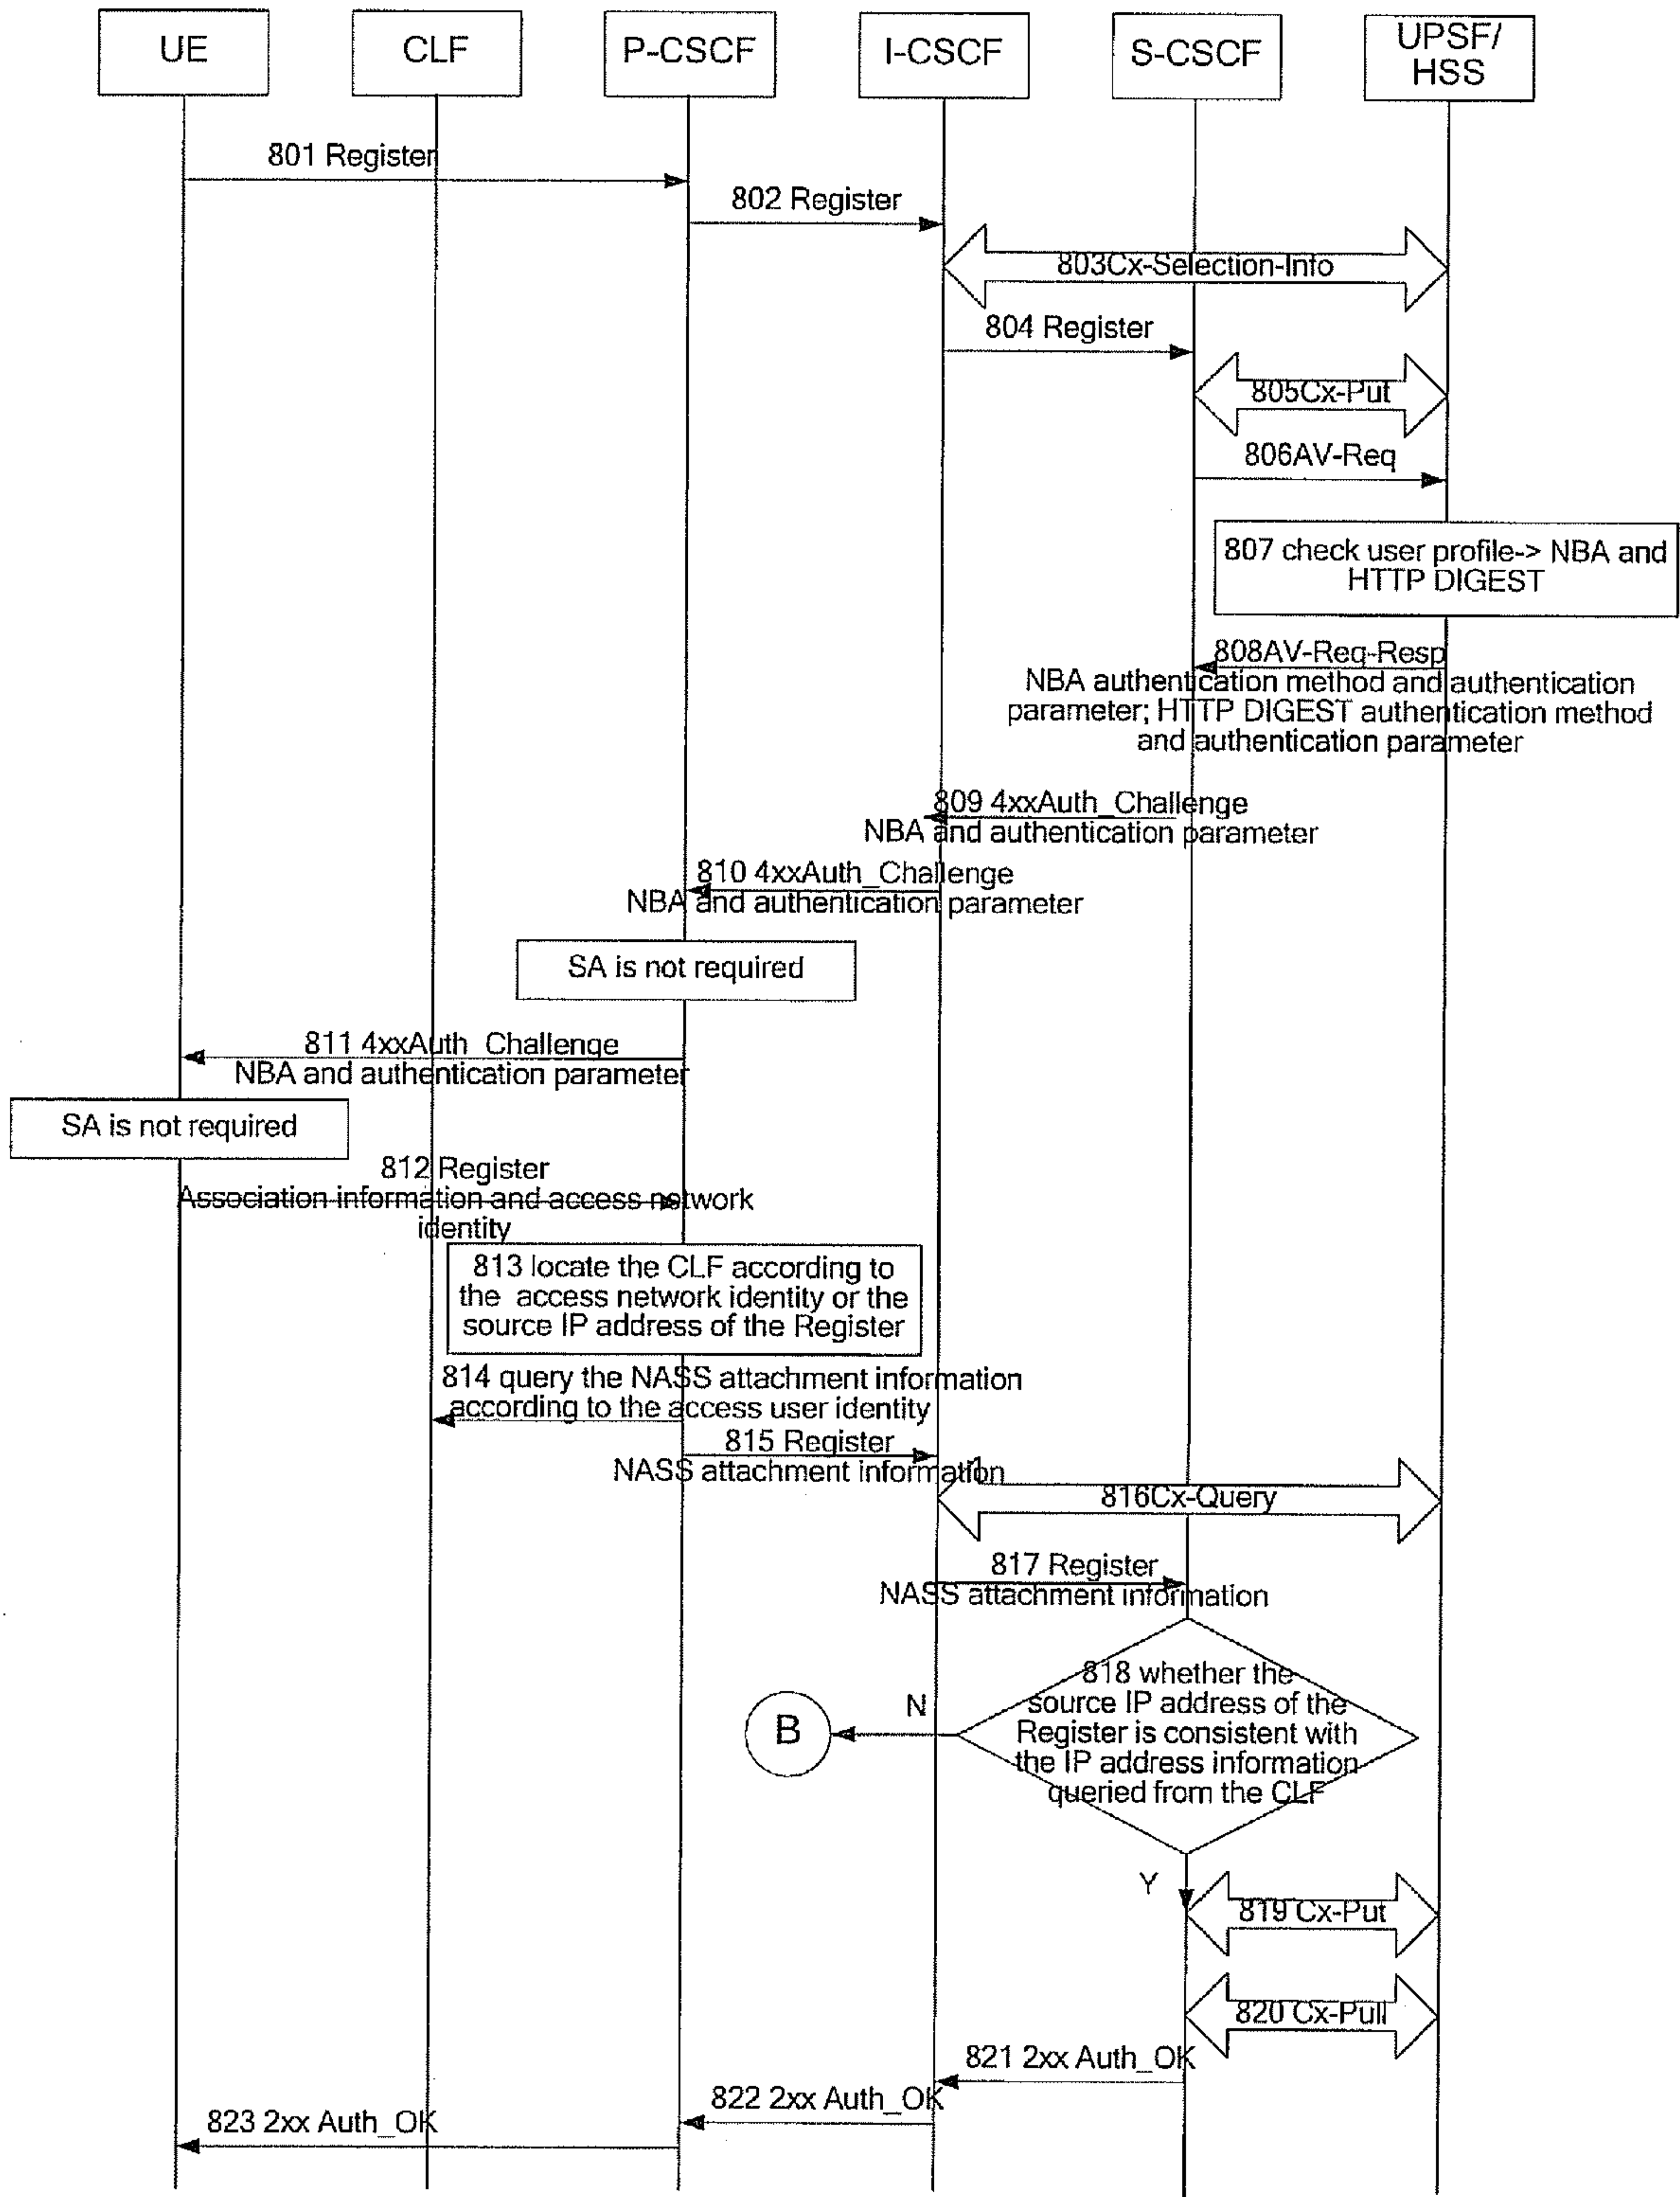 UE
CLF
P-CSCF
I-CSCF
S-CSCF
UPSF/
HSS
801 Register
802 Register
803Cx-Selection-Info
804 Register
805Cx-Put
806AV-Req
807 check user profile-> NBA and
HTTP DIGEST
808AV-Req-Resp
NBA authentication method and authentication
parameter; HTTP DIGEST authentication method
and authentication parameter
809 4xxAuth_Challenge
NBA and authentication parameter
810 4xxAuth_Challenge
NBA and authentication parameter
SA is not required
811 4xxAuth_Challenge
NBA and authentication parameter
SA is not required
812 Register
Association information and access network
identity
813 locate the CLF according to
the access network identity or the
source IP address of the Register
814 query the NASS attachment information
according to the access user identity
815 Register
NASS attachment information
816Cx-Query
817 Register
NASS attachment information
818 whether the
source IP address of the
Register is consistent with
the IP address information
queried from the CLF
N
B
Y
819 Cx-Put
820 Cx-Pull
821 2xx Auth_OK
822 2xx Auth_OK
823 2xx Auth_OK